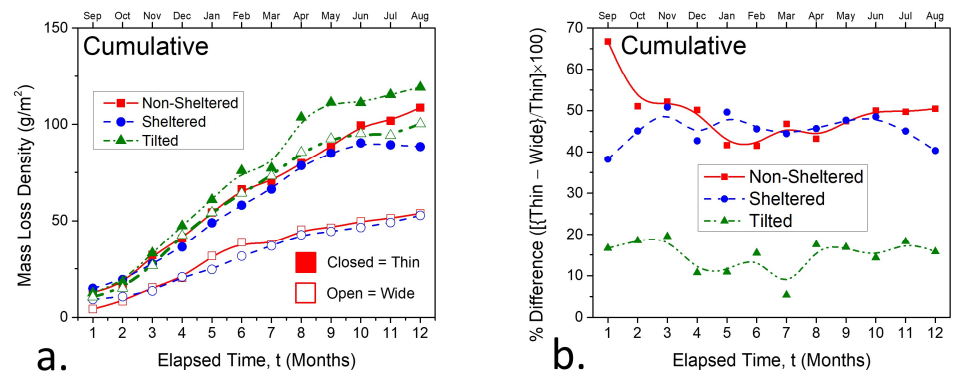 Sep Oct Nov Dec Jan Feb Mar Apr May Jun Jul Aug
Cumulative
Non-Sheltered
Sheltered
Tilted
Closed = Thin
Open = Wide
150
100
50
0
Mass Loss Density (g/m²)
1 2 3 4 5 6 7 8 9 10 11 12
Elapsed Time, t (Months)
a.
Sep Oct Nov Dec Jan Feb Mar Apr May Jun Jul Aug
Cumulative
Non-Sheltered
Sheltered
Tilted
70
60
50
40
30
20
10
0
% Difference ([{Thin – Wide}/Thin]×100)
1 2 3 4 5 6 7 8 9 10 11 12
Elapsed Time, t (Months)
b.